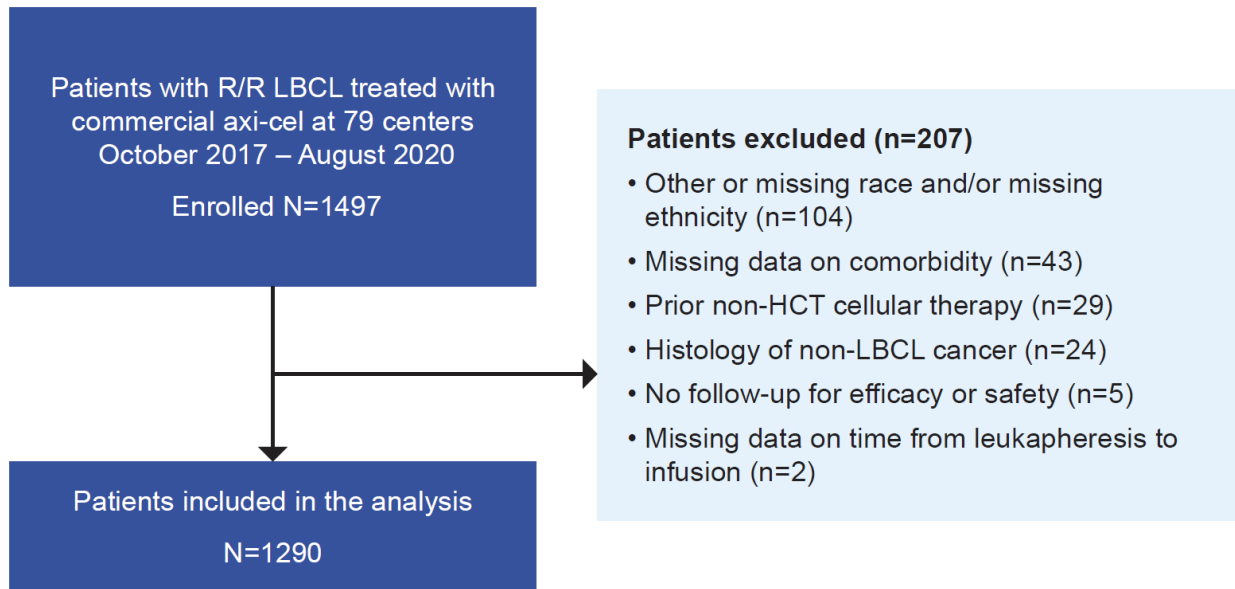 Patients with R/R LBCL treated with
commercial axi-cel at 79 centers
October 2017 – August 2020
Enrolled N=1497
Patients excluded (n=207)
• Other or missing race and/or missing
ethnicity (n=104)
• Missing data on comorbidity (n=43)
• Prior non-HCT cellular therapy (n=29)
• Histology of non-LBCL cancer (n=24)
• No follow-up for efficacy or safety (n=5)
• Missing data on time from leukapheresis to
infusion (n=2)
Patients included in the analysis
N=1290